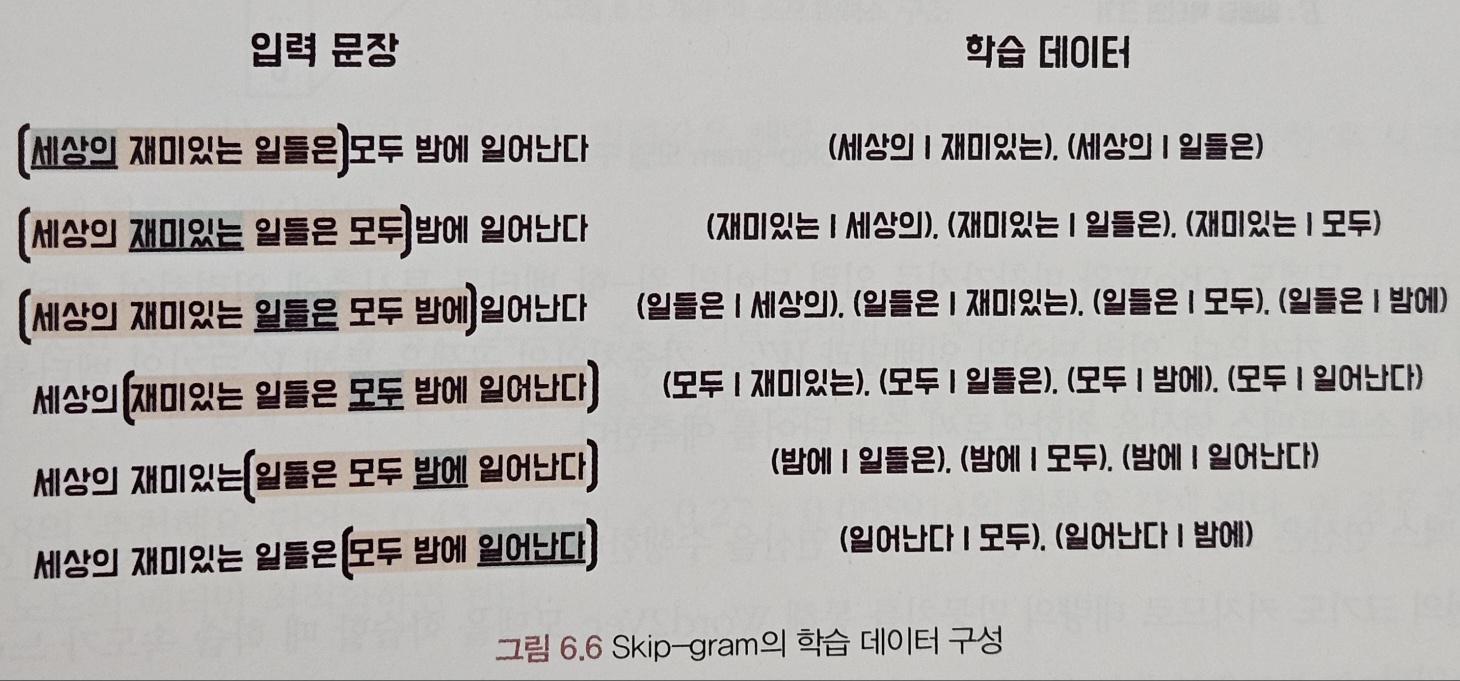 입력 문장 학습 데이터
[세상의 재미있는 일들은]모두 밤에 일어난다 (세상의 | 재미있는), (세상의 | 일들은)
[세상의 재미있는 일들은 모두]밤에 일어난다 (재미있는 | 세상의), (재미있는 | 일들은), (재미있는 | 모두)
[세상의 재미있는 일들은 모두 밤에]일어난다 (일들은 | 세상의), (일들은 | 재미있는), (일들은 | 모두), (일들은 | 밤에)
세상의[재미있는 일들은 모두 밤에 일어난다] (모두 | 재미있는), (모두 | 일들은), (모두 | 밤에), (모두 | 일어난다)
세상의 재미있는[일들은 모두 밤에 일어난다] (밤에 | 일들은), (밤에 | 모두), (밤에 | 일어난다)
세상의 재미있는 일들은[모두 밤에 일어난다] (일어난다 | 모두), (일어난다 | 밤에)
그림 6.6 Skip-gram의 학습 데이터 구성